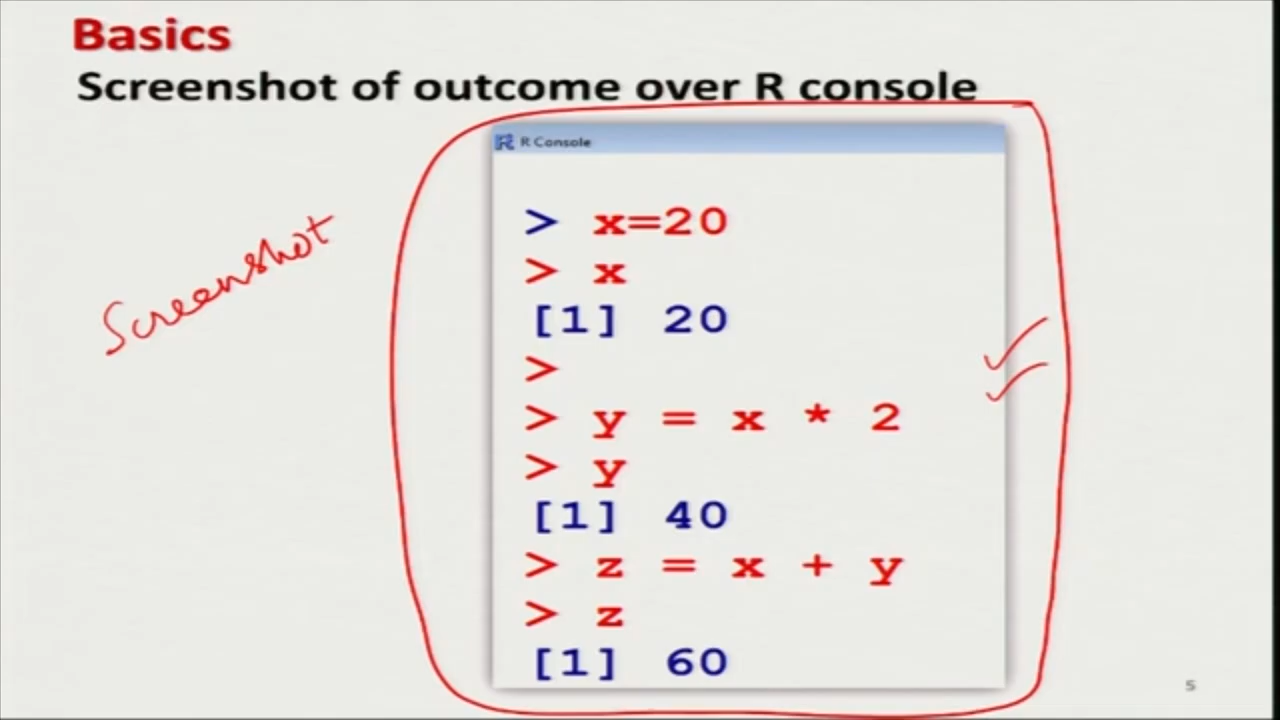 Basics
Screenshot of outcome over R console
R Console
> x=20
> x
[1] 20
>
> y = x * 2
> y
[1] 40
> z = x + y
> z
[1] 60
Screenshot
5